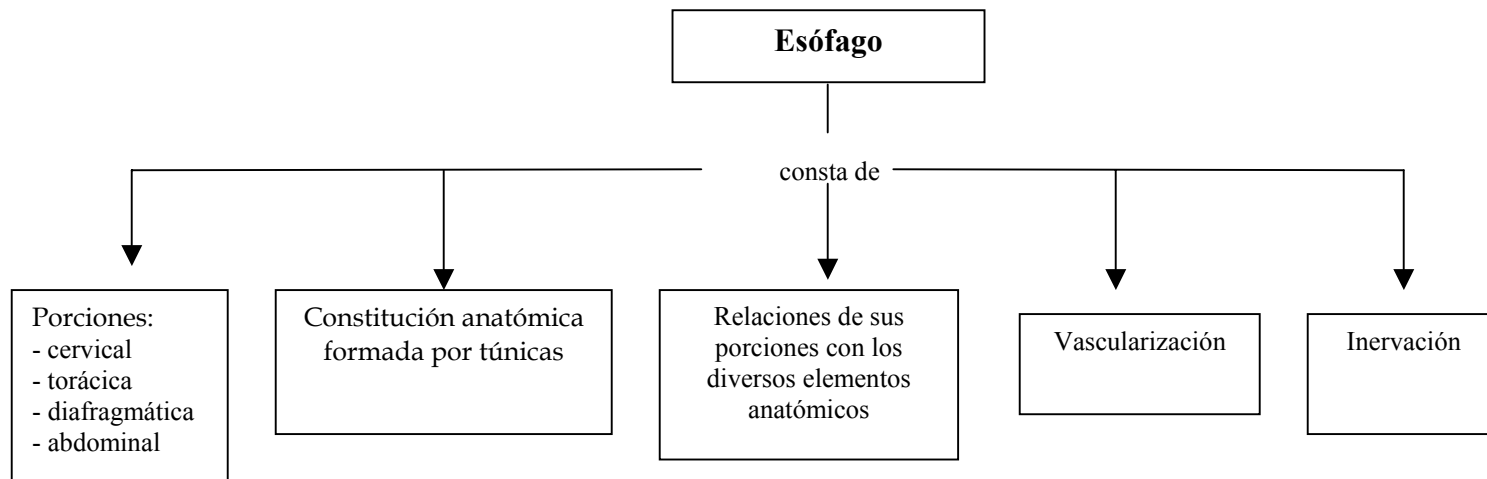 Esófago
consta de
Porciones:
- cervical
- torácica
- diafragmática
- abdominal
Constitución anatómica
formada por túnicas
Relaciones de sus
porciones con los
diversos elementos
anatómicos
Vascularización
Inervación